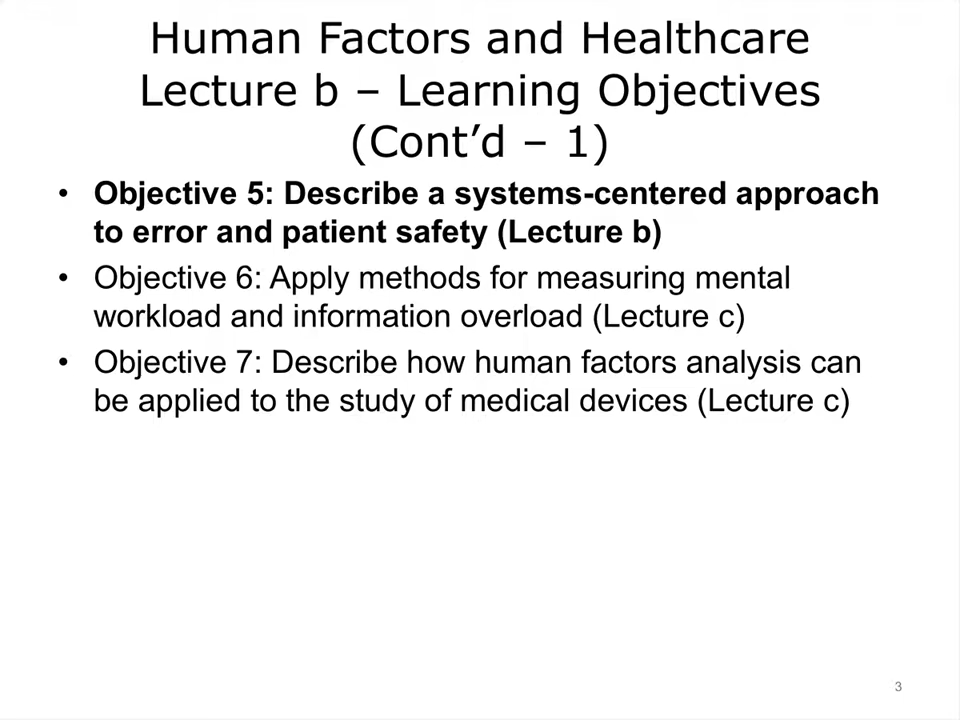 Human Factors and Healthcare
Lecture b – Learning Objectives
(Cont’d – 1)
• Objective 5: Describe a systems-centered approach
to error and patient safety (Lecture b)
• Objective 6: Apply methods for measuring mental
workload and information overload (Lecture c)
• Objective 7: Describe how human factors analysis can
be applied to the study of medical devices (Lecture c)
3